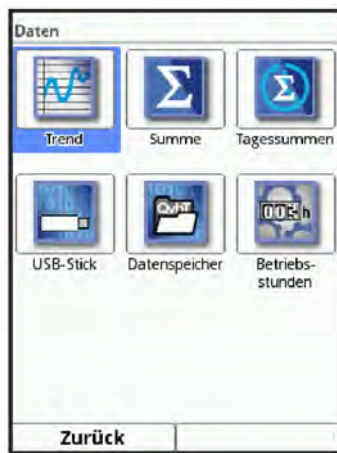 Daten
Trend
Summe
Tagessummen
USB-Stick
Datenspeicher
Betriebs-
stunden
Zurück